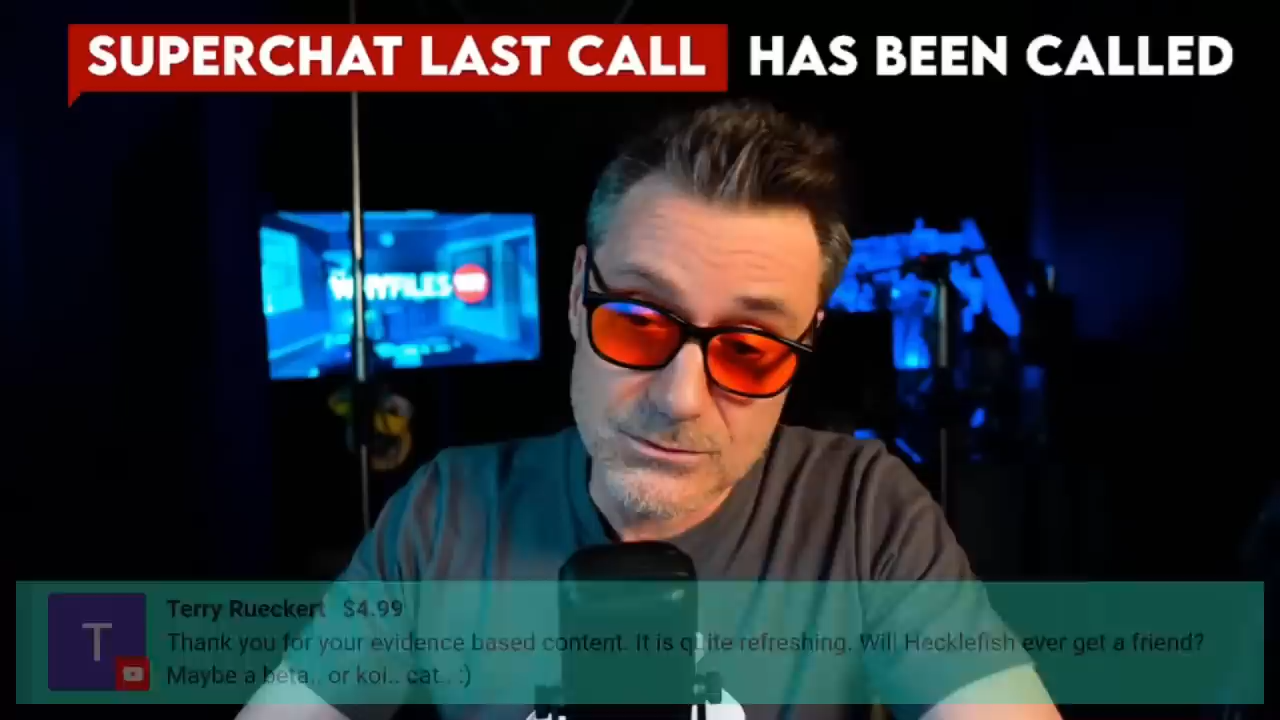 SUPERCHAT LAST CALL HAS BEEN CALLED
WHYFILES
T
Terry Rueckert $4.99
Thank you for your evidence based content. It is quite refreshing. Will Hecklefish ever get a friend?
Maybe a beta.. or koi.. cat.. :)